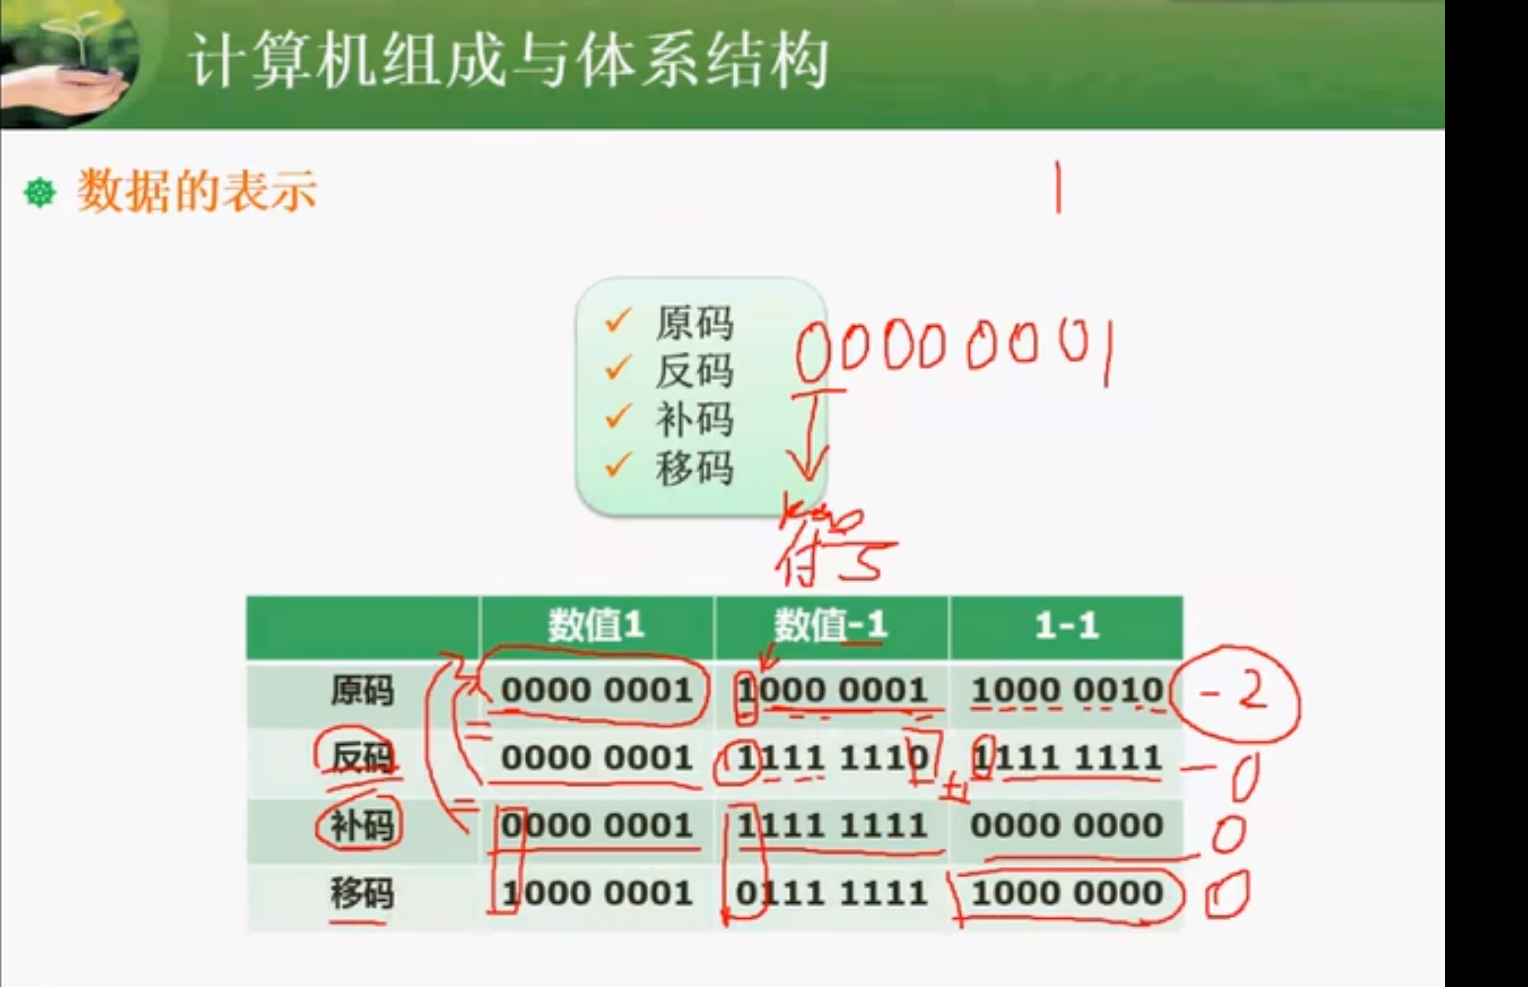 计算机组成与体系结构
数据的表示
1
原码
反码
补码
移码
00000001
符号
数值1 数值-1 1-1
原码 0000 0001 1000 0001 1000 0010 -2
反码 0000 0001 1111 1110 1111 1111 -0
±1
补码 0000 0001 1111 1111 0000 0000 0
移码 1000 0001 0111 1111 1000 0000 0